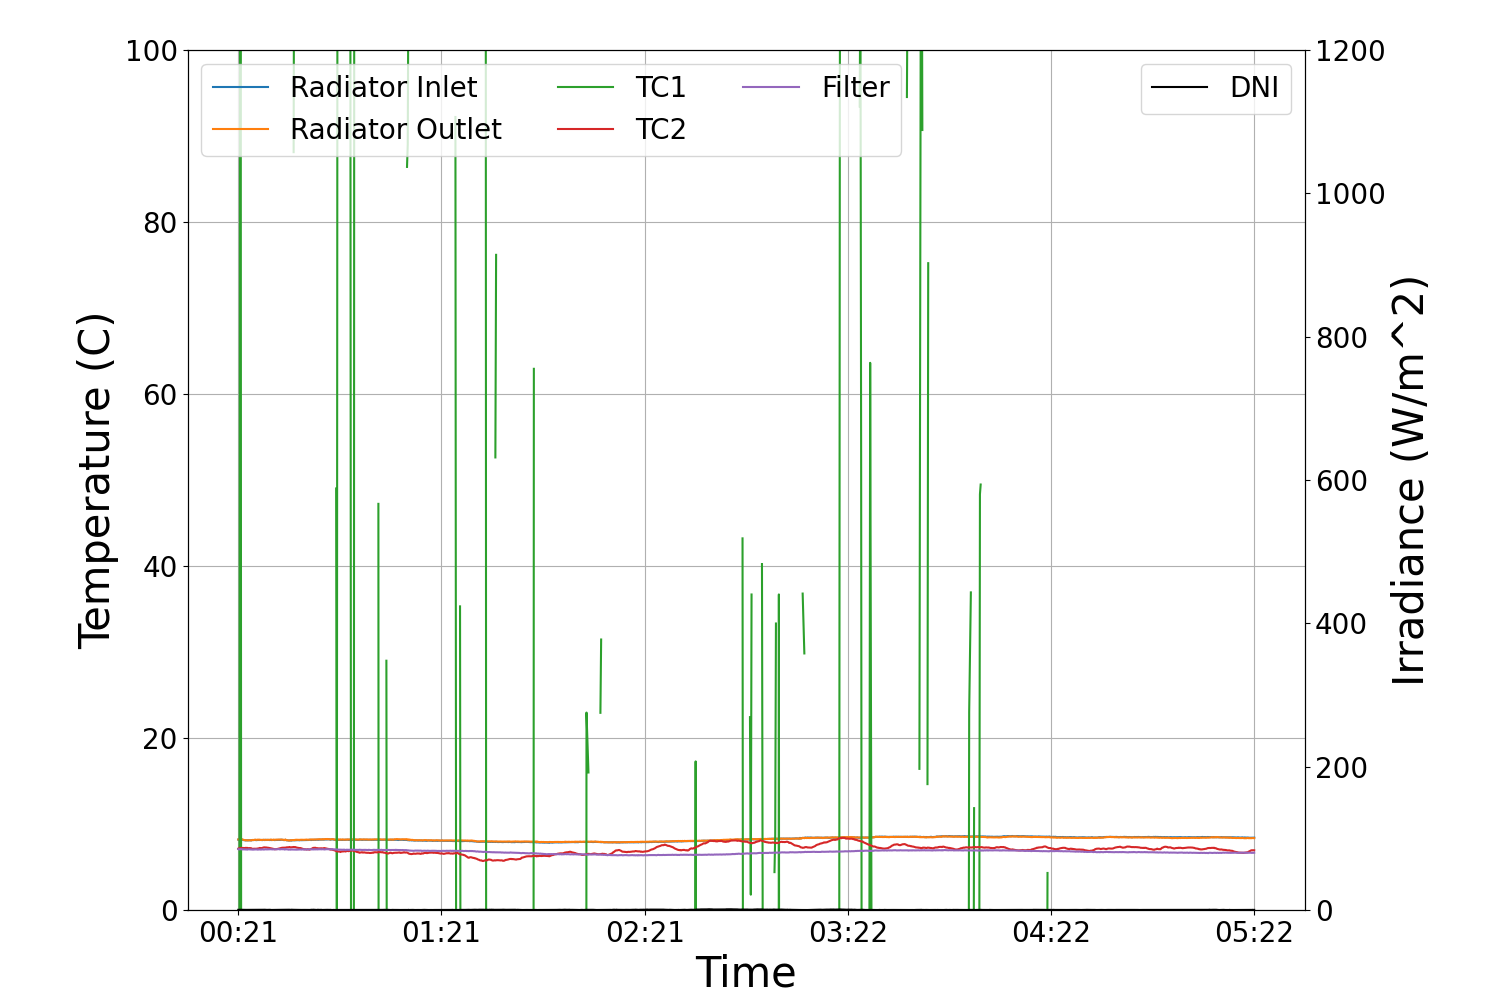 Radiator Inlet
Radiator Outlet
TC1
TC2
Filter
DNI
100
80
60
40
20
0
Temperature (C)
1200
1000
800
600
400
200
0
Irradiance (W/m^2)
00:21 01:21 02:21 03:22 04:22 05:22
Time